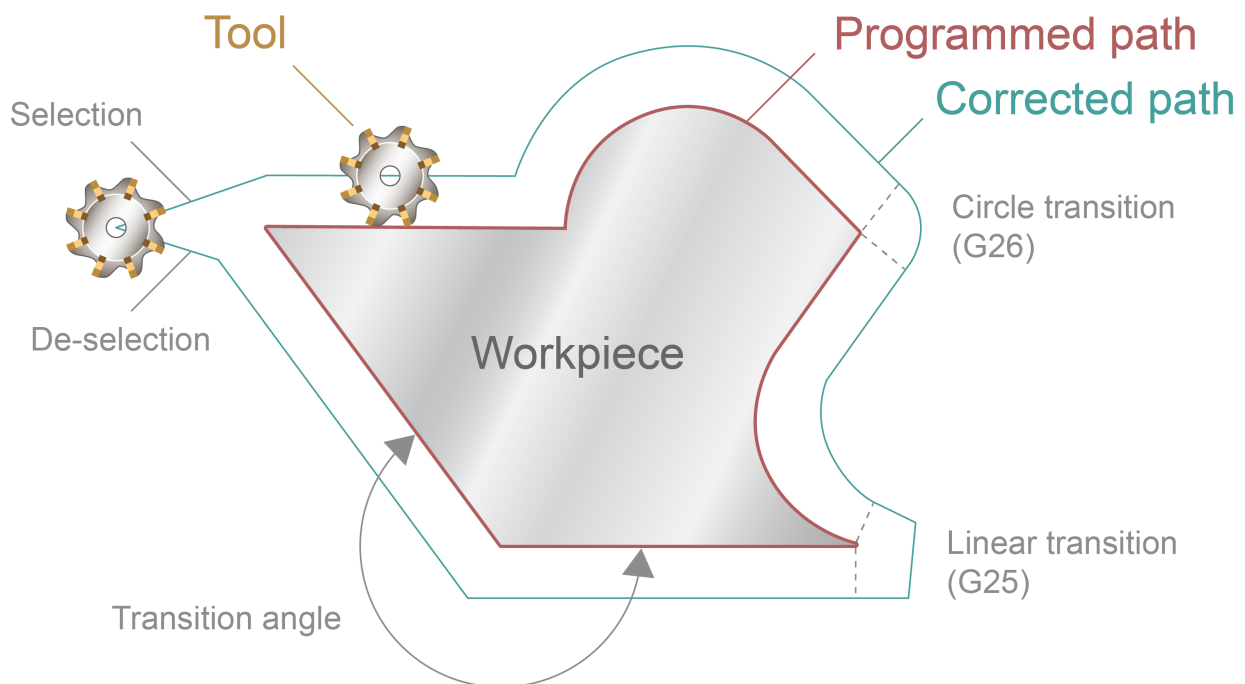 Tool
Programmed path
Corrected path
Selection
Circle transition
(G26)
De-selection
Workpiece
Linear transition
(G25)
Transition angle